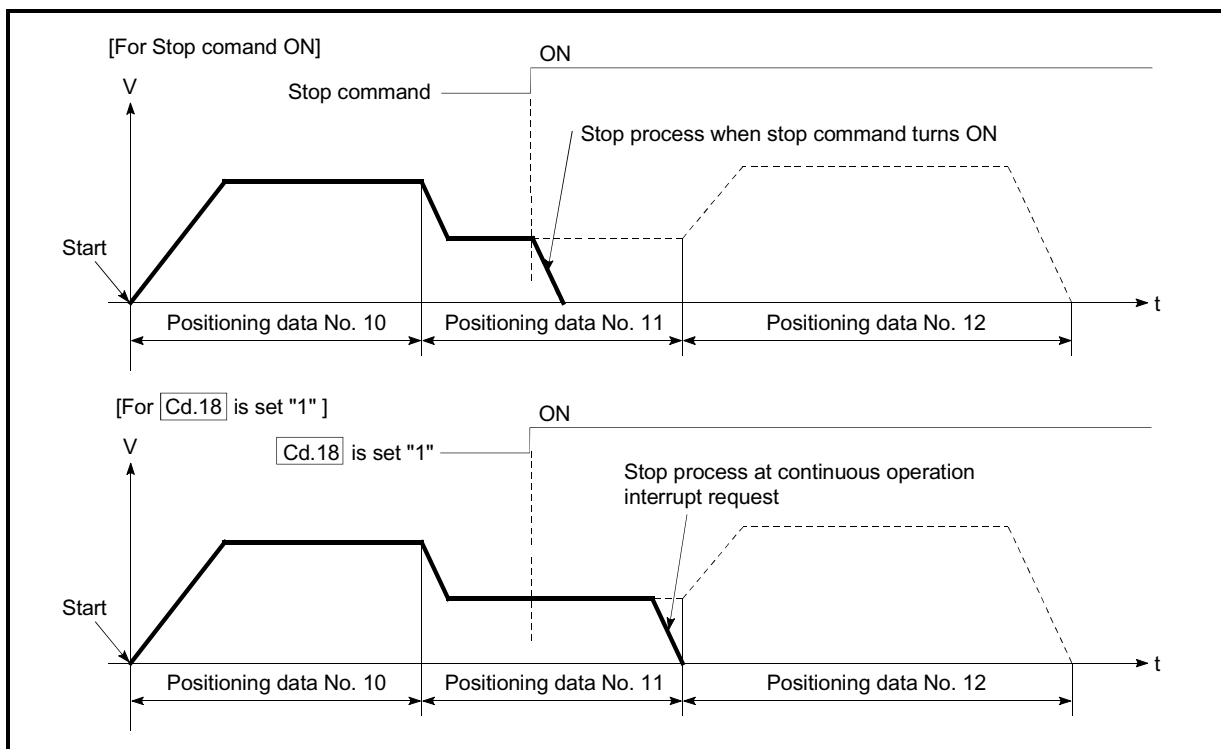 [For Stop comand ON]
ON
V
Stop command
Stop process when stop command turns ON
Start
t
Positioning data No. 10
Positioning data No. 11
Positioning data No. 12
[For Cd.18 is set "1" ]
ON
V
Cd.18 is set "1"
Stop process at continuous operation
interrupt request
Start
t
Positioning data No. 10
Positioning data No. 11
Positioning data No. 12